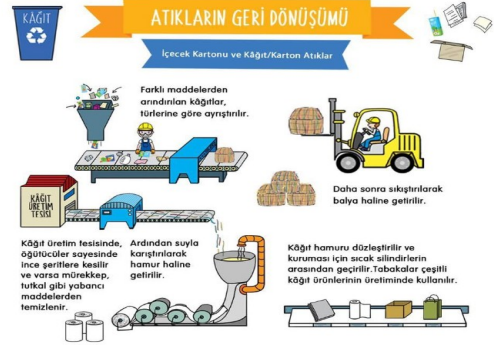 KÂĞIT
ATIKLARIN GERİ DÖNÜŞÜMÜ
İçecek Kartonu ve Kâğıt/Karton Atıklar
Farklı maddelerden
arındırılan kâğıtlar,
türlerine göre ayrıştırılır.
Daha sonra sıkıştırılarak
balya haline getirilir.
KÂĞIT
ÜRETİM
TESİSİ
Kâğıt üretim tesisinde,
öğütücüler sayesinde
ince şeritlere kesilir
ve varsa mürekkep,
tutkal gibi yabancı
maddelerden
temizlenir.
Ardından suyla
karıştırılarak
hamur haline
getirilir.
Kâğıt hamuru düzleştirilir ve
kuruması için sıcak silindirlerin
arasından geçirilir.Tabakalar çeşitli
kâğıt ürünlerinin üretiminde kullanılır.